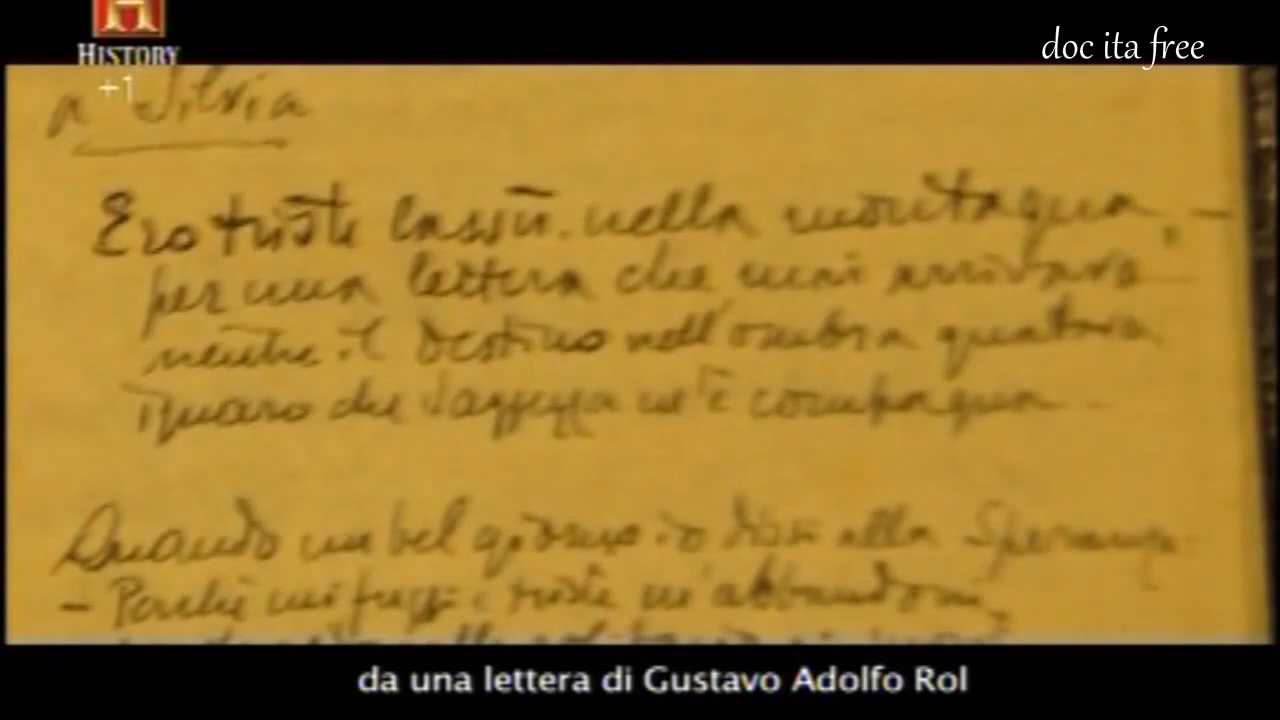 HISTORY
+1
doc ita free
a Silvia
Ero triste lassù nella montagna, -
per una lettera che mai arrivava
mentre il destino nell'ombra guatava
ignaro che saggezza m'è compagna -
Quando un bel giorno io dissi alla Speranza
- Perché mi fuggi e triste m'abbandoni,
da una lettera di Gustavo Adolfo Rol